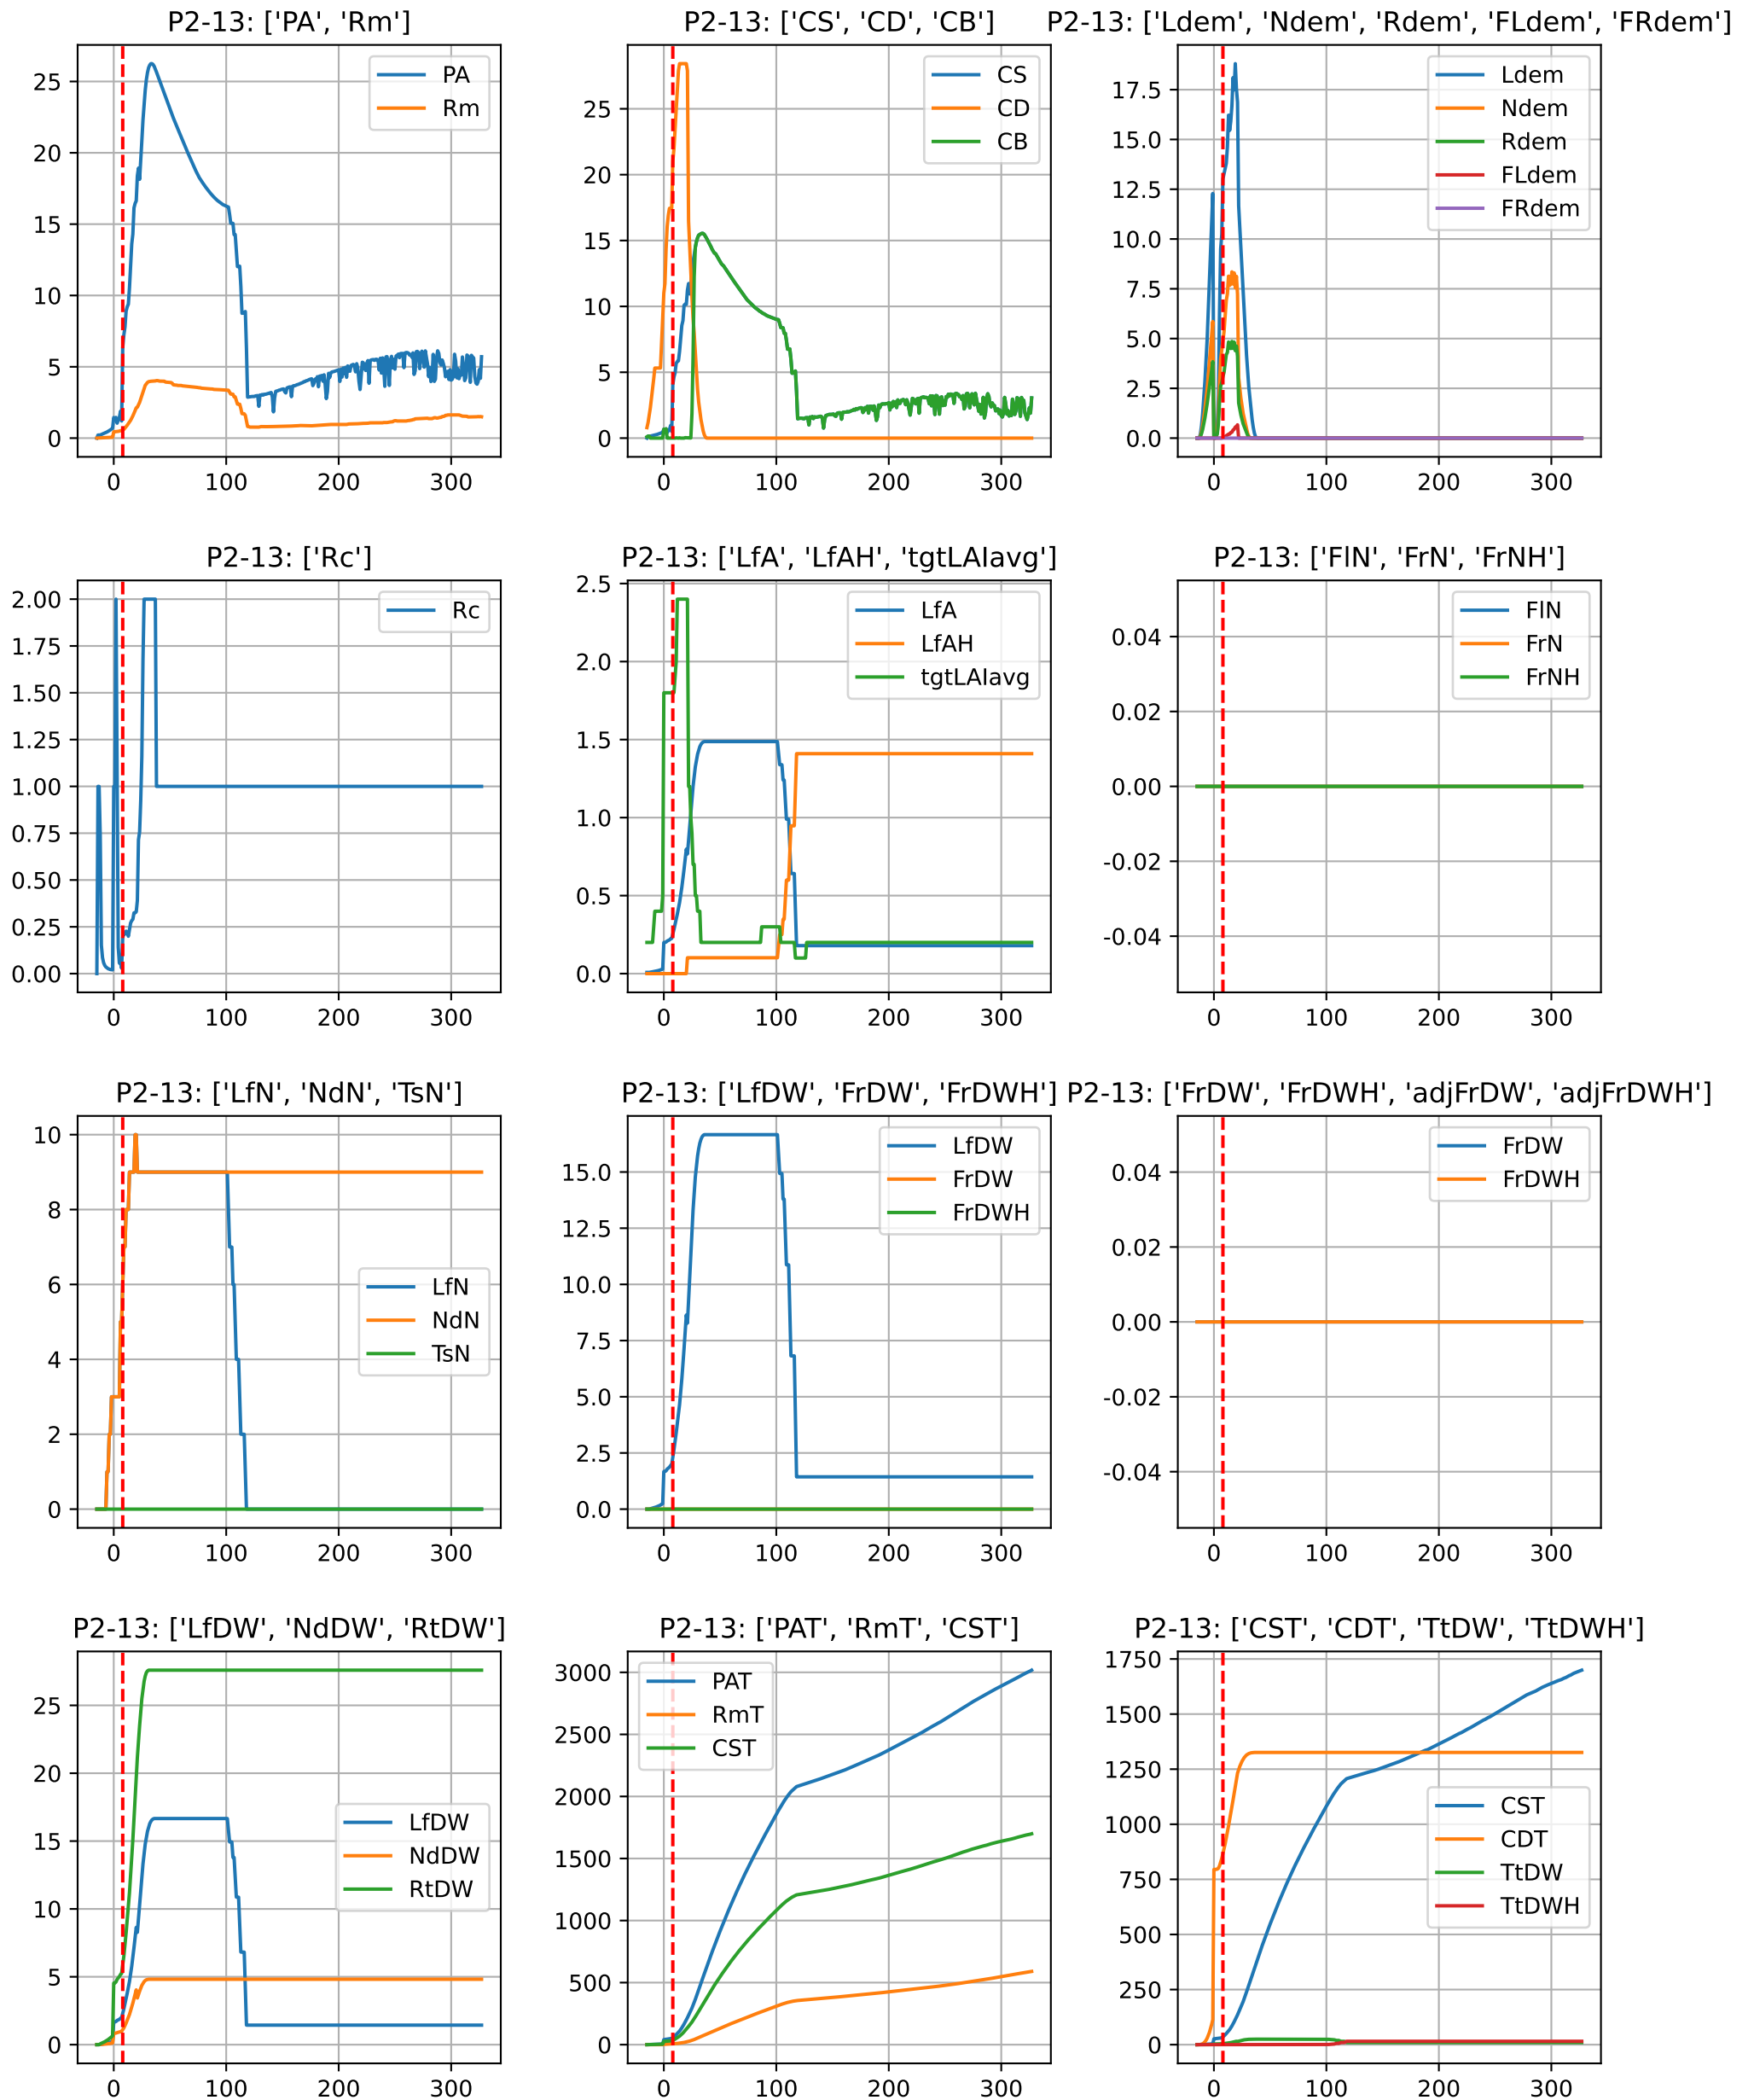 P2-13: ['PA', 'Rm']
25
20
15
10
5
0
0 100 200 300
PA
Rm
P2-13: ['CS', 'CD', 'CB']
25
20
15
10
5
0
0 100 200 300
CS
CD
CB
P2-13: ['Ldem', 'Ndem', 'Rdem', 'FLdem', 'FRdem']
17.5
15.0
12.5
10.0
7.5
5.0
2.5
0.0
0 100 200 300
Ldem
Ndem
Rdem
FLdem
FRdem
P2-13: ['Rc']
2.00
1.75
1.50
1.25
1.00
0.75
0.50
0.25
0.00
0 100 200 300
Rc
P2-13: ['LfA', 'LfAH', 'tgtLAIavg']
2.5
2.0
1.5
1.0
0.5
0.0
0 100 200 300
LfA
LfAH
tgtLAIavg
P2-13: ['FlN', 'FrN', 'FrNH']
0.04
0.02
0.00
-0.02
-0.04
0 100 200 300
FlN
FrN
FrNH
P2-13: ['LfN', 'NdN', 'TsN']
10
8
6
4
2
0
0 100 200 300
LfN
NdN
TsN
P2-13: ['LfDW', 'FrDW', 'FrDWH']
15.0
12.5
10.0
7.5
5.0
2.5
0.0
0 100 200 300
LfDW
FrDW
FrDWH
P2-13: ['FrDW', 'FrDWH', 'adjFrDW', 'adjFrDWH']
0.04
0.02
0.00
-0.02
-0.04
0 100 200 300
FrDW
FrDWH
P2-13: ['LfDW', 'NdDW', 'RtDW']
25
20
15
10
5
0
0 100 200 300
LfDW
NdDW
RtDW
P2-13: ['PAT', 'RmT', 'CST']
3000
2500
2000
1500
1000
500
0
0 100 200 300
PAT
RmT
CST
P2-13: ['CST', 'CDT', 'TtDW', 'TtDWH']
1750
1500
1250
1000
750
500
250
0
0 100 200 300
CST
CDT
TtDW
TtDWH